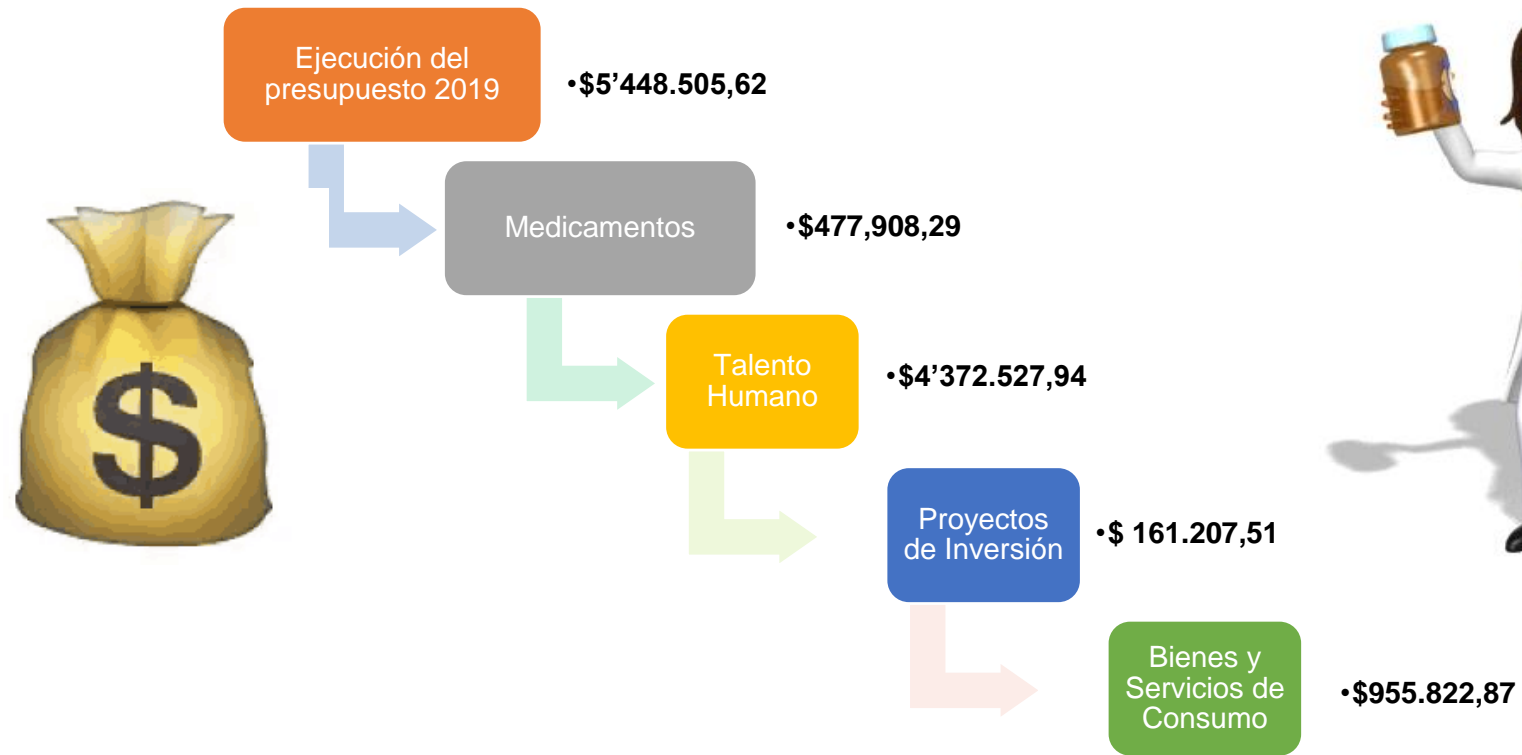 Ejecución del
presupuesto 2019
•$5’448.505,62
Medicamentos
•$477,908,29
Talento
Humano
•$4’372.527,94
Proyectos
de Inversión
•$ 161.207,51
Bienes y
Servicios de
Consumo
•$955.822,87
$